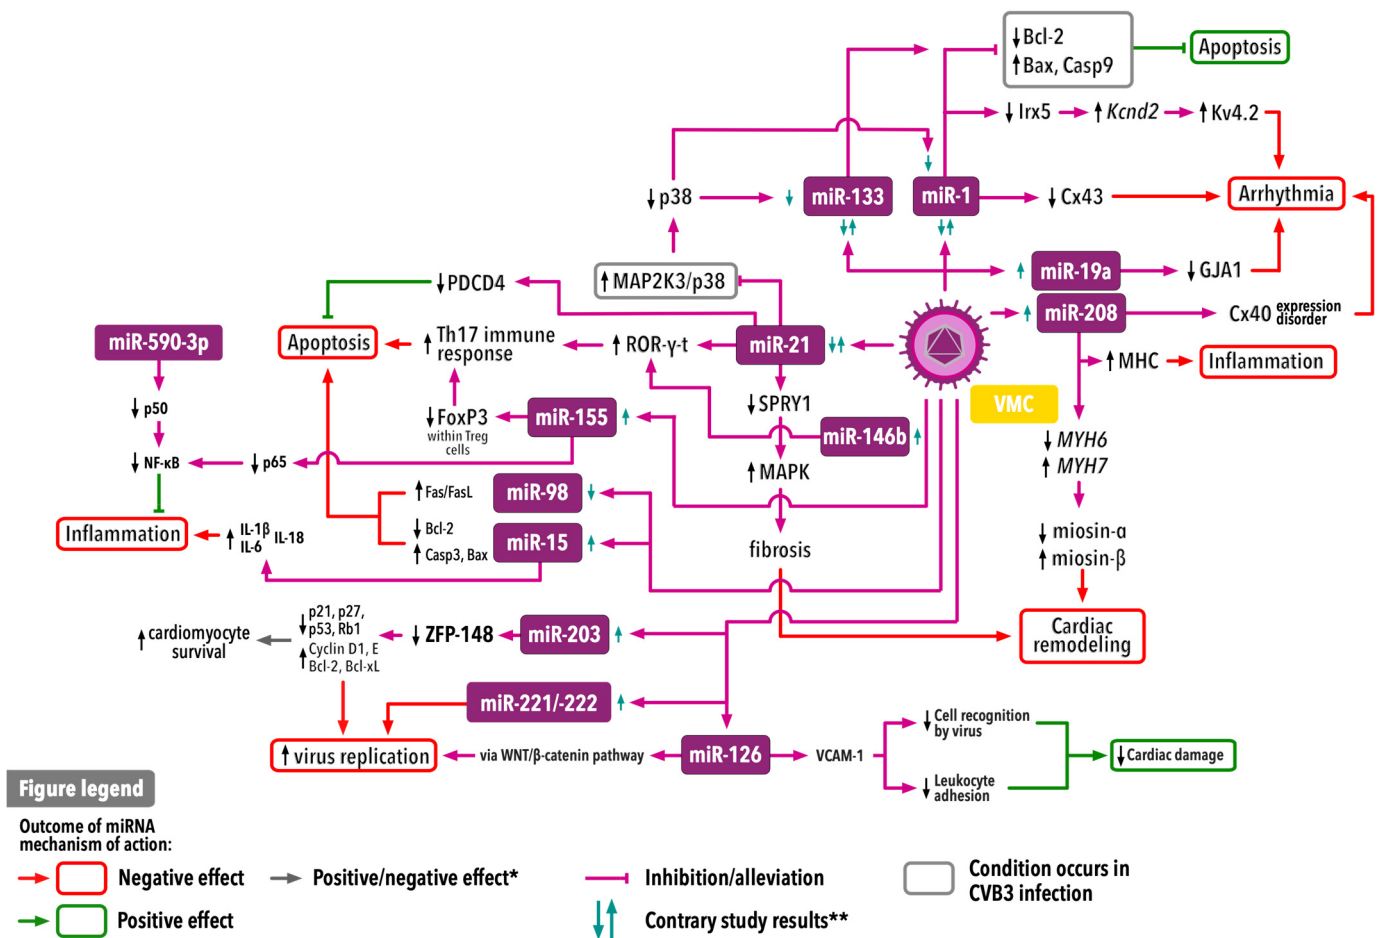 ↓Bcl-2
↑Bax, Casp9
Apoptosis
↓Irx5
↑Kcnd2
↑Kv4.2
↓p38
↓
miR-133
↓↑
↓
miR-1
↓↑
↓Cx43
Arrhythmia
↑MAP2K3/p38
↑
miR-19a
↓GJA1
↓PDCD4
↑
miR-208
Cx40 expression
disorder
miR-590-3p
Apoptosis
↑Th17 immune
response
↑ROR-γ-t
miR-21
↓↑
↑MHC
Inflammation
VMC
↓p50
↓FoxP3
within Treg
cells
miR-155
↑
↓SPRY1
miR-146b
↑
↓MYH6
↑MYH7
↓NF-κB
↓p65
↑MAPK
↑Fas/FasL
miR-98
↓
Inflammation
↑IL-1β
IL-6
IL-18
↓Bcl-2
↑Casp3, Bax
miR-15
↑
fibrosis
↓miosin-α
↑miosin-β
↑cardiomyocyte
survival
↓p21, p27,
p53, Rb1
↑Cyclin D1, E
Bcl-2, Bcl-xL
↓ZFP-148
miR-203
↑
Cardiac
remodeling
miR-221/-222
↑
↑virus replication
via WNT/β-catenin pathway
miR-126
VCAM-1
↓Cell recognition
by virus
↓Leukocyte
adhesion
↓Cardiac damage
Figure legend
Outcome of miRNA
mechanism of action:
Negative effect
Positive/negative effect*
Inhibition/alleviation
Condition occurs in
CVB3 infection
Positive effect
↓↑
Contrary study results**